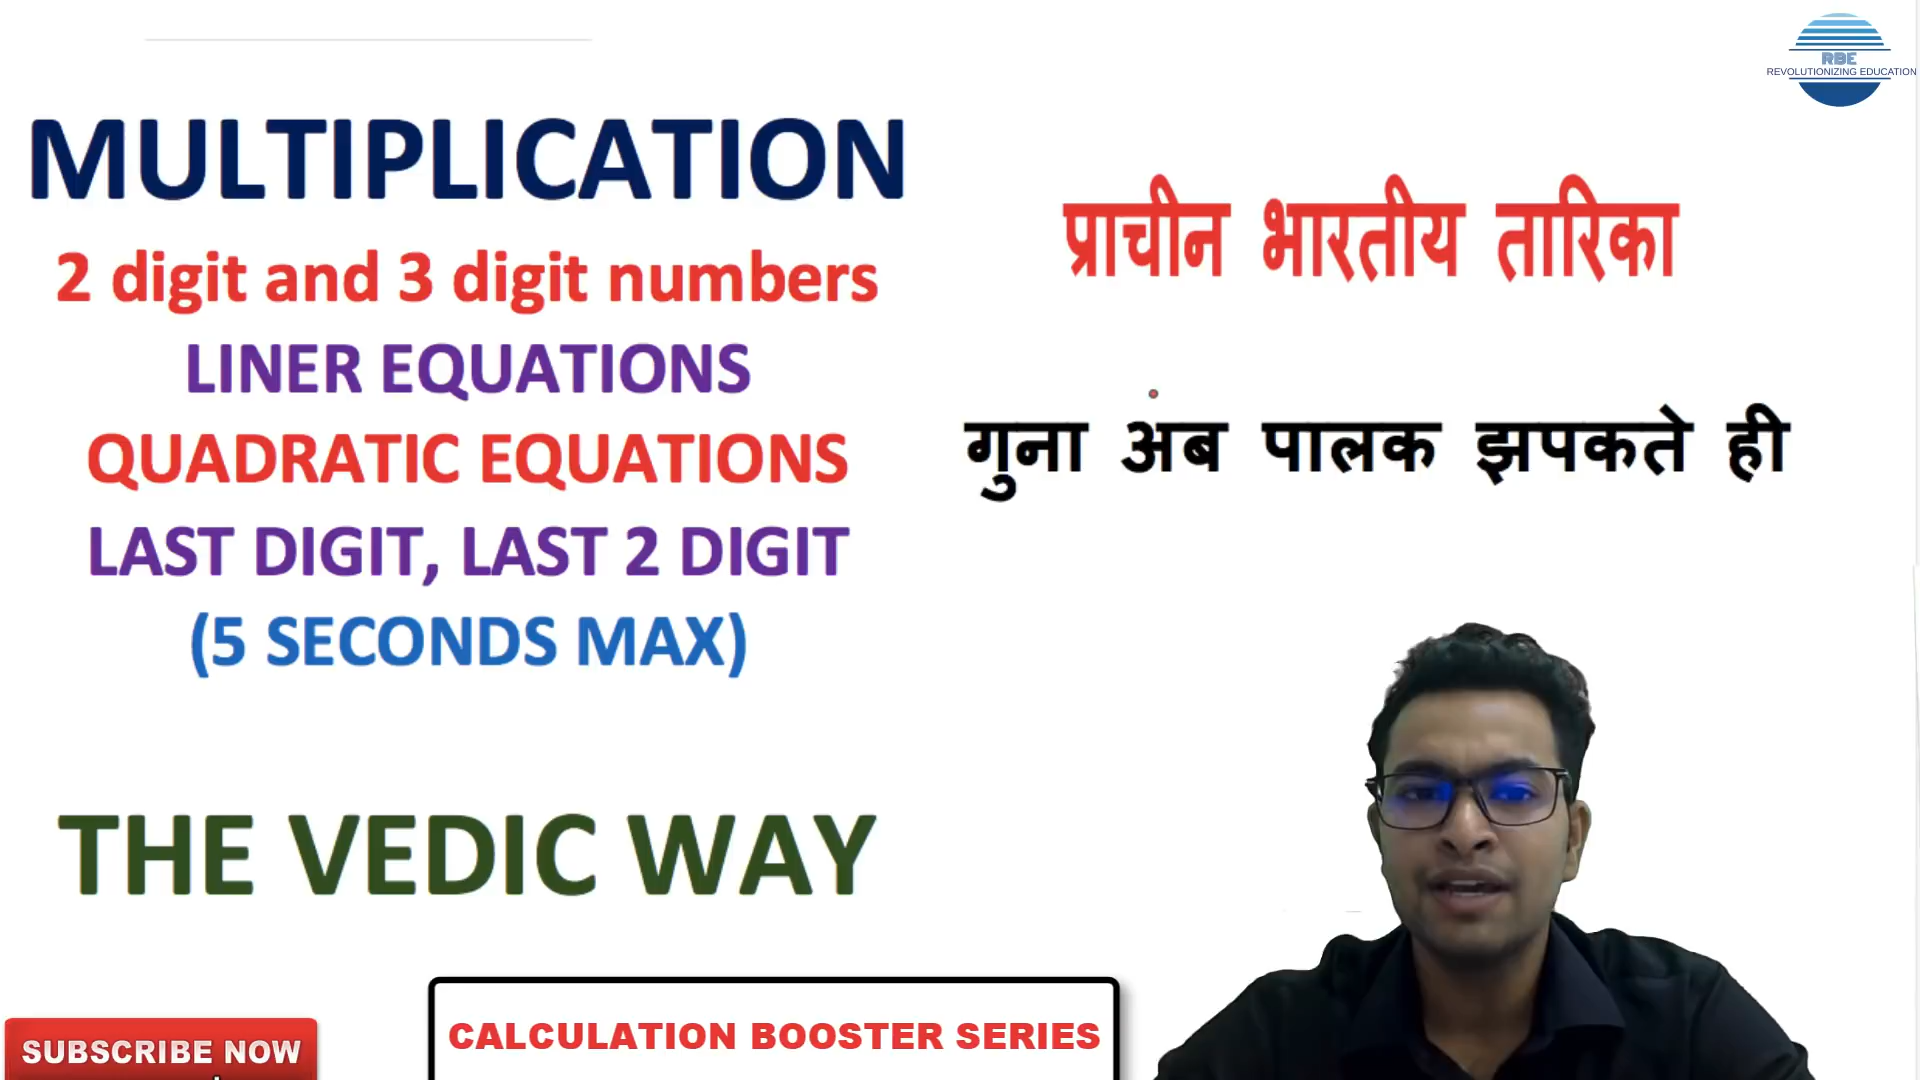 MULTIPLICATION
2 digit and 3 digit numbers
LINER EQUATIONS
QUADRATIC EQUATIONS
LAST DIGIT, LAST 2 DIGIT
(5 SECONDS MAX)
THE VEDIC WAY
प्राचीन भारतीय तारिका
गुना अंब पालक झपकते ही
RBE
REVOLUTIONIZING EDUCATION
SUBSCRIBE NOW
CALCULATION BOOSTER SERIES